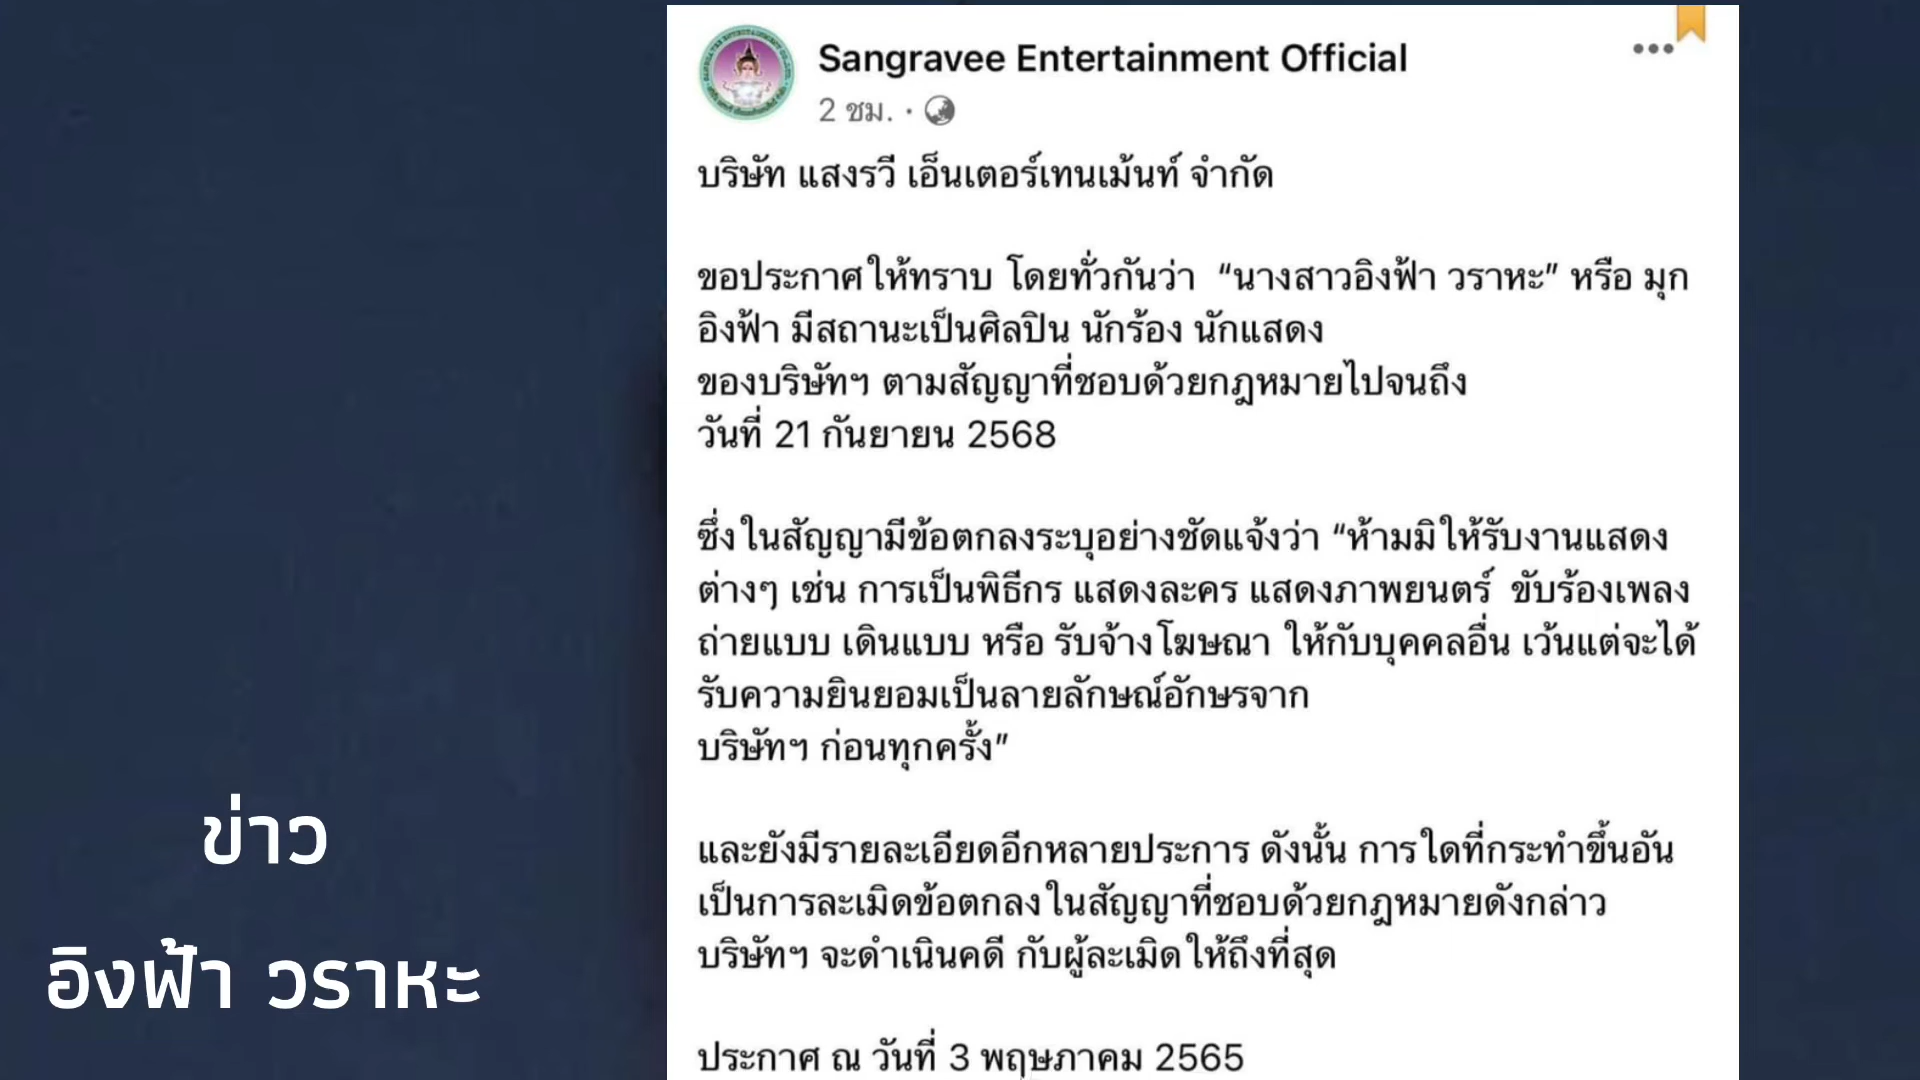 Sangravee Entertainment Official
2 ชม. ·
บริษัท แสงรวี เอ็นเตอร์เทนเม้นท์ จำกัด
ขอประกาศให้ทราบ โดยทั่วกันว่า “นางสาวอิงฟ้า วราหะ” หรือ มุก
อิงฟ้า มีสถานะเป็นศิลปิน นักร้อง นักแสดง
ของบริษัทฯ ตามสัญญาที่ชอบด้วยกฎหมายไปจนถึง
วันที่ 21 กันยายน 2568
ซึ่งในสัญญามีข้อตกลงระบุอย่างชัดแจ้งว่า “ห้ามมิให้รับงานแสดง
ต่างๆ เช่น การเป็นพิธีกร แสดงละคร แสดงภาพยนตร์ ขับร้องเพลง
ถ่ายแบบ เดินแบบ หรือ รับจ้างโฆษณา ให้กับบุคคลอื่น เว้นแต่จะได้
รับความยินยอมเป็นลายลักษณ์อักษรจาก
บริษัทฯ ก่อนทุกครั้ง”
และยังมีรายละเอียดอีกหลายประการ ดังนั้น การใดที่กระทำขึ้นอัน
เป็นการละเมิดข้อตกลงในสัญญาที่ชอบด้วยกฎหมายดังกล่าว
บริษัทฯ จะดำเนินคดี กับผู้ละเมิดให้ถึงที่สุด
ประกาศ ณ วันที่ 3 พฤษภาคม 2565
ข่าว
อิงฟ้า วราหะ